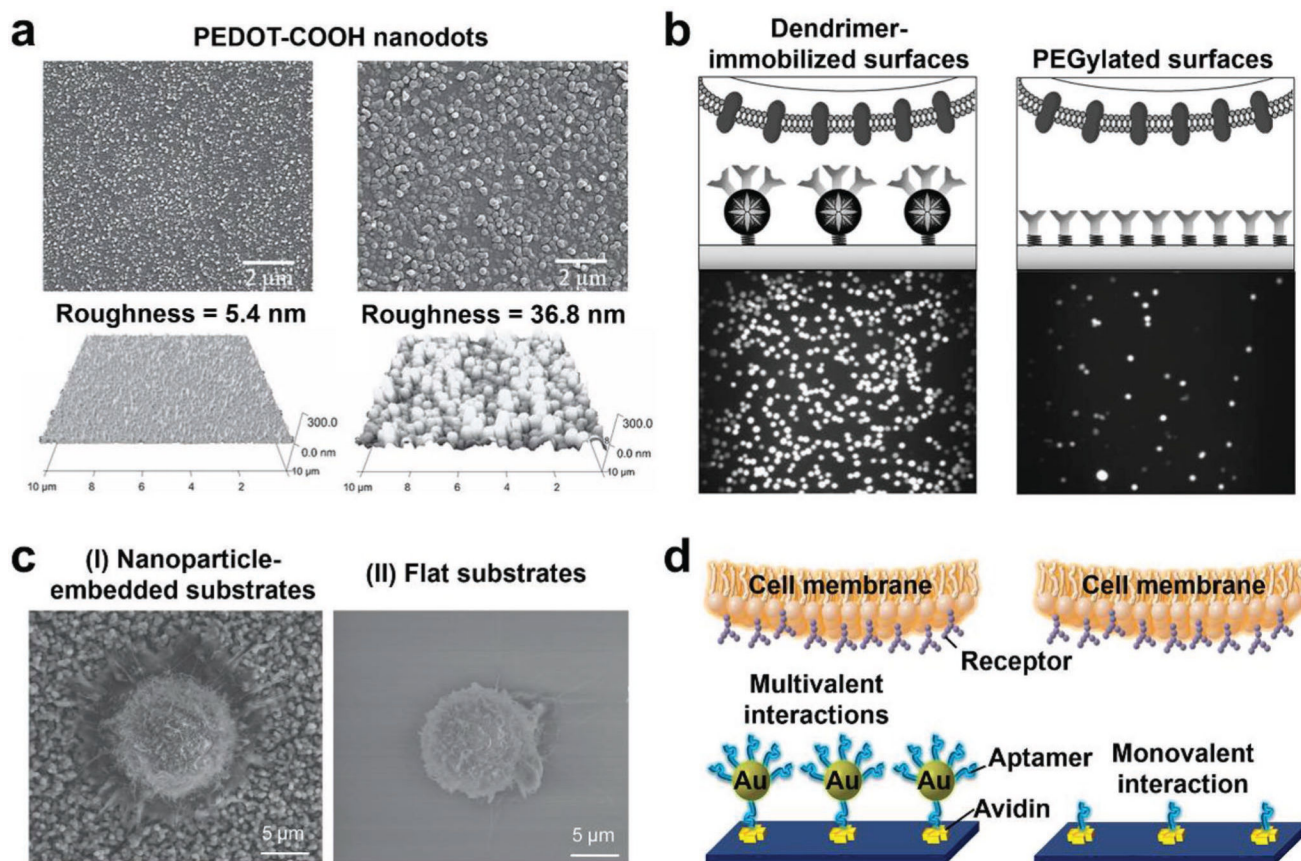 a
PEDOT-COOH nanodots
2 μm
2 μm
Roughness = 5.4 nm
Roughness = 36.8 nm
300.0
0.0 nm
10 μm
10 μm
8
6
4
2
300.0
0.0 nm
10 μm
10 μm
8
6
4
2
b
Dendrimer-
immobilized surfaces
PEGylated surfaces
c
(I) Nanoparticle-
embedded substrates
5 μm
(II) Flat substrates
5 μm
d
Cell membrane
Cell membrane
Receptor
Multivalent
interactions
Au
Au
Au
Aptamer
Avidin
Monovalent
interaction